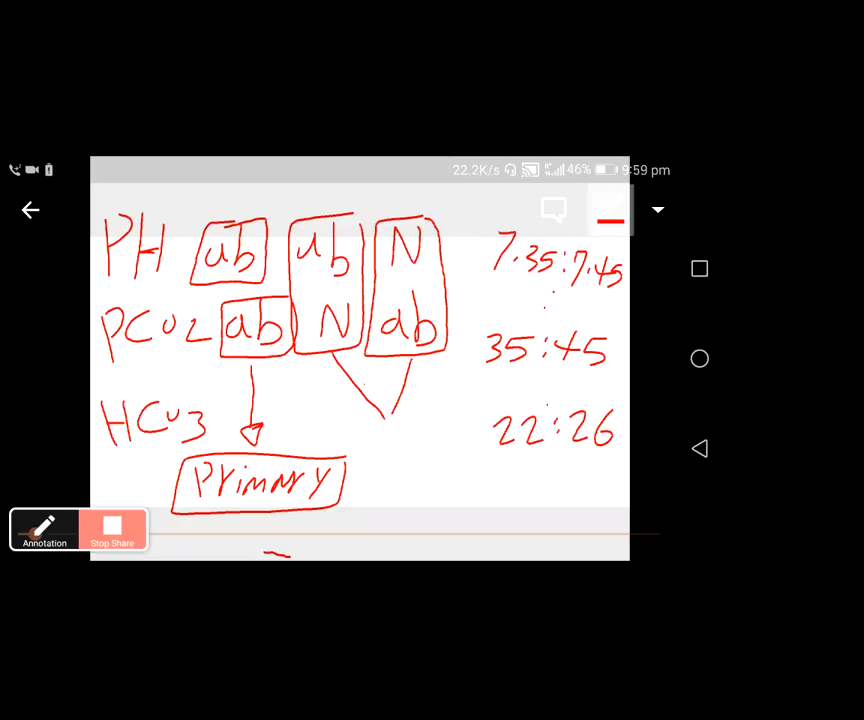 22.2K/s 46% 9:59 pm
PH ab ab N 7.35:7.45
PCO2 ab N ab 35:45
HCO3 22:26
Primary
Annotation Stop Share